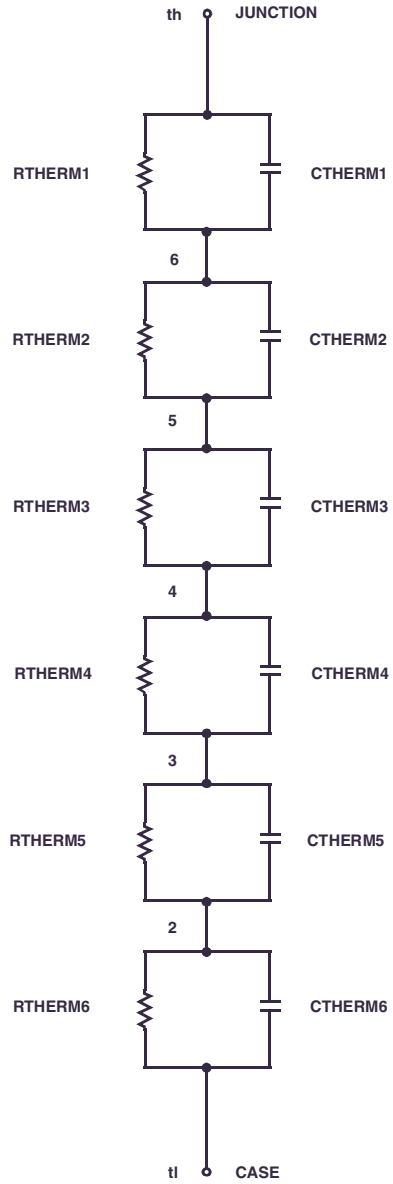 th JUNCTION
RTHERM1 CTHERM1
6
RTHERM2 CTHERM2
5
RTHERM3 CTHERM3
4
RTHERM4 CTHERM4
3
RTHERM5 CTHERM5
2
RTHERM6 CTHERM6
tl CASE